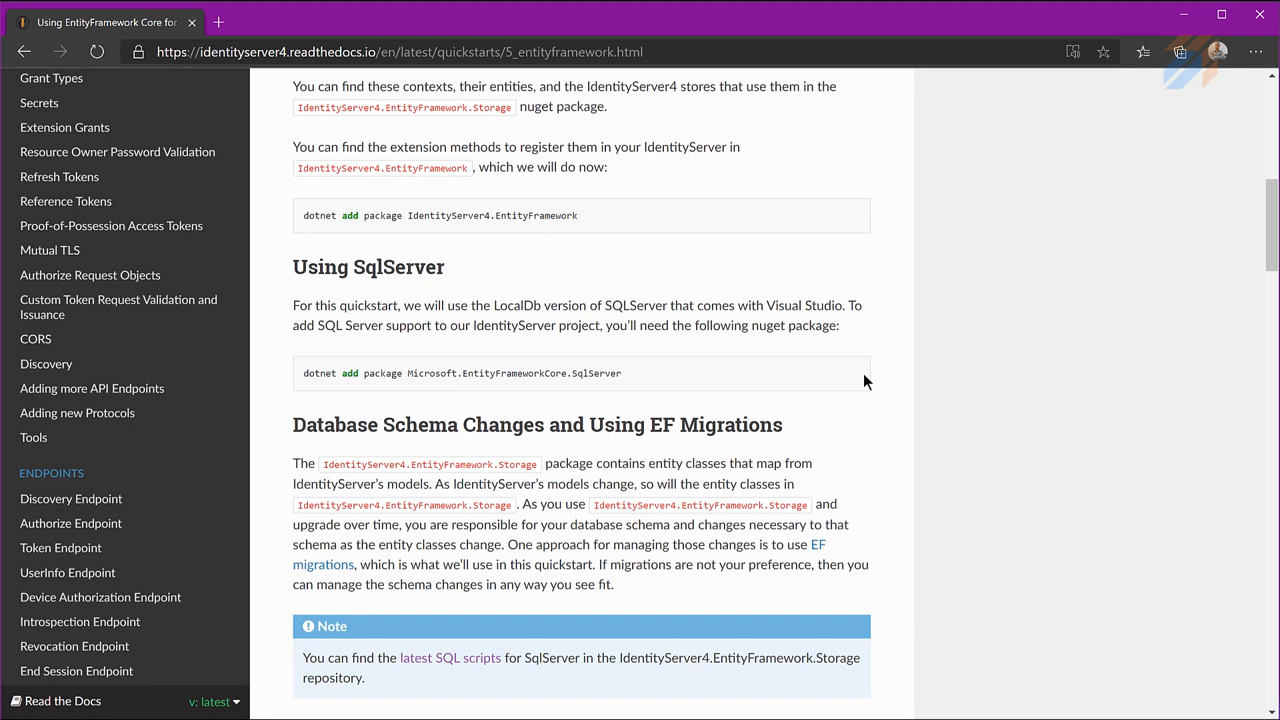 Using EntityFramework Core for
https://identityserver4.readthedocs.io/en/latest/quickstarts/5_entityframework.html
Grant Types
Secrets
Extension Grants
Resource Owner Password Validation
Refresh Tokens
Reference Tokens
Proof-of-Possession Access Tokens
Mutual TLS
Authorize Request Objects
Custom Token Request Validation and
Issuance
CORS
Discovery
Adding more API Endpoints
Adding new Protocols
Tools
ENDPOINTS
Discovery Endpoint
Authorize Endpoint
Token Endpoint
UserInfo Endpoint
Device Authorization Endpoint
Introspection Endpoint
Revocation Endpoint
End Session Endpoint
Read the Docs
v: latest
You can find these contexts, their entities, and the IdentityServer4 stores that use them in the
IdentityServer4.EntityFramework.Storage nuget package.
You can find the extension methods to register them in your IdentityServer in
IdentityServer4.EntityFramework , which we will do now:
dotnet add package IdentityServer4.EntityFramework
Using SqlServer
For this quickstart, we will use the LocalDb version of SQLServer that comes with Visual Studio. To
add SQL Server support to our IdentityServer project, you'll need the following nuget package:
dotnet add package Microsoft.EntityFrameworkCore.SqlServer
Database Schema Changes and Using EF Migrations
The IdentityServer4.EntityFramework.Storage package contains entity classes that map from
IdentityServer's models. As IdentityServer's models change, so will the entity classes in
IdentityServer4.EntityFramework.Storage . As you use IdentityServer4.EntityFramework.Storage and
upgrade over time, you are responsible for your database schema and changes necessary to that
schema as the entity classes change. One approach for managing those changes is to use EF
migrations, which is what we'll use in this quickstart. If migrations are not your preference, then you
can manage the schema changes in any way you see fit.
Note
You can find the latest SQL scripts for SqlServer in the IdentityServer4.EntityFramework.Storage
repository.